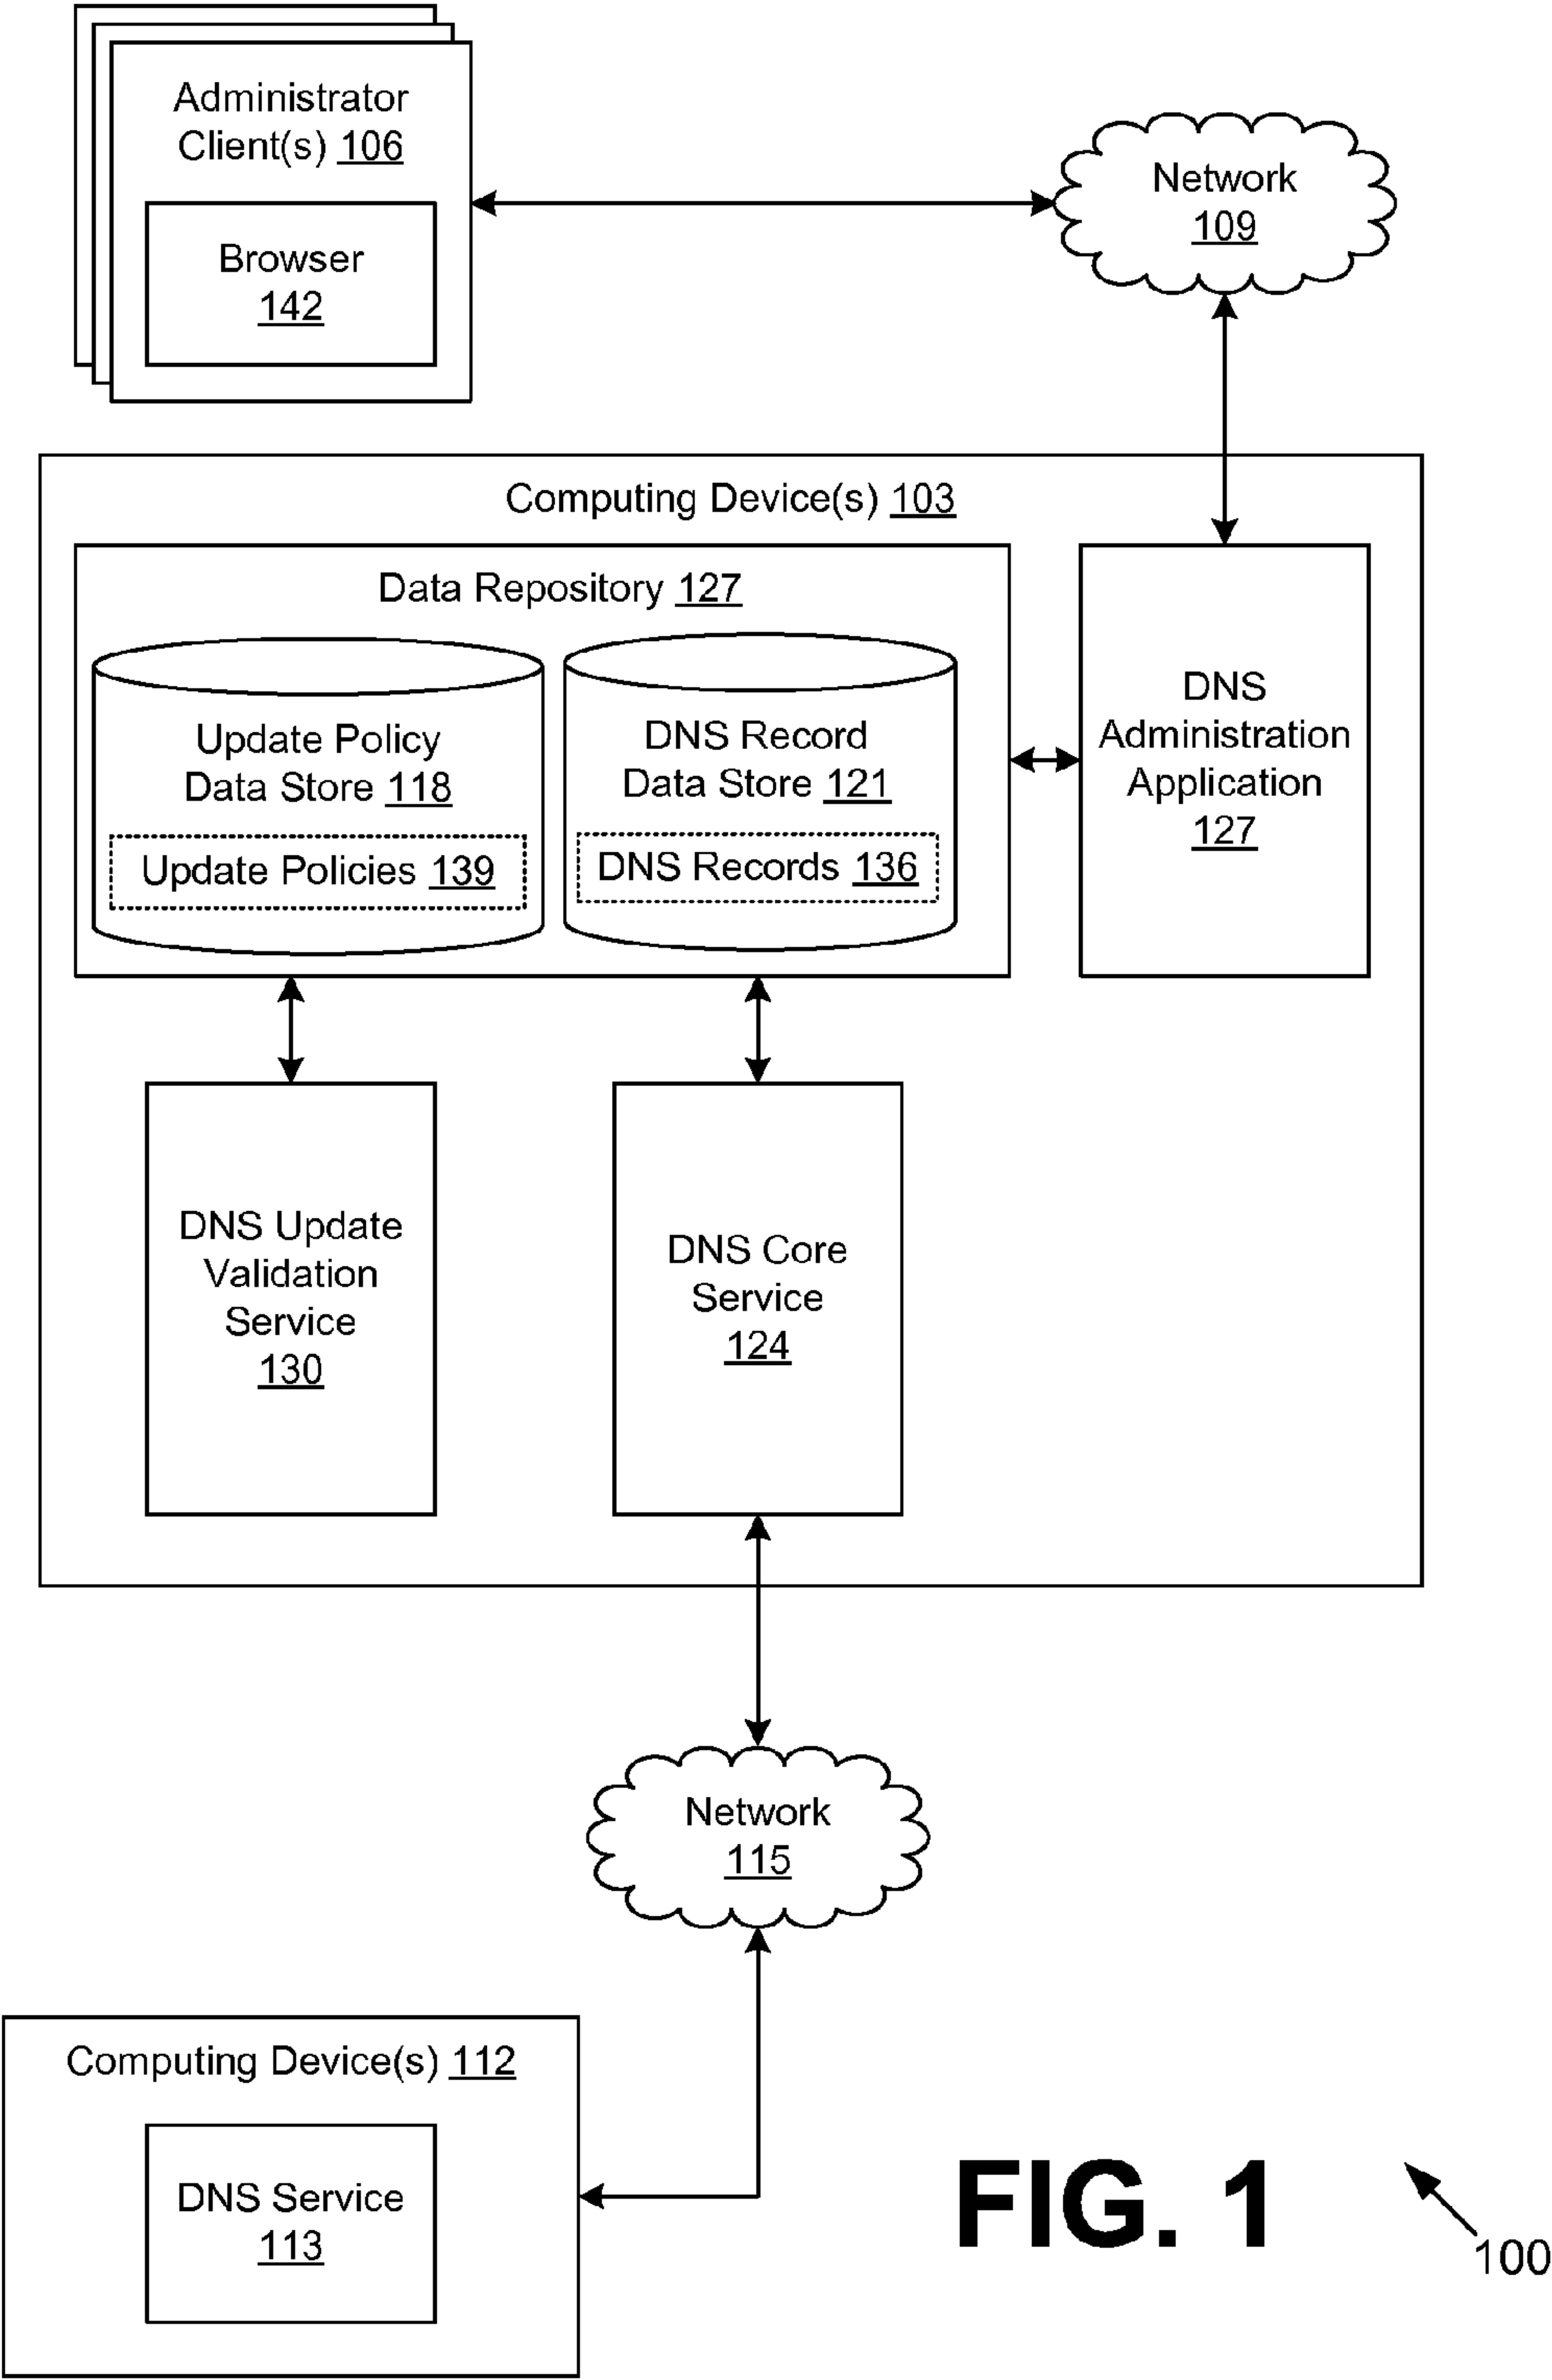 Administrator
Client(s) 106
Browser
142
Network
109
Computing Device(s) 103
Data Repository 127
Update Policy
Data Store 118
Update Policies 139
DNS Record
Data Store 121
DNS Records 136
DNS
Administration
Application
127
DNS Update
Validation
Service
130
DNS Core
Service
124
Network
115
Computing Device(s) 112
DNS Service
113
FIG. 1
100